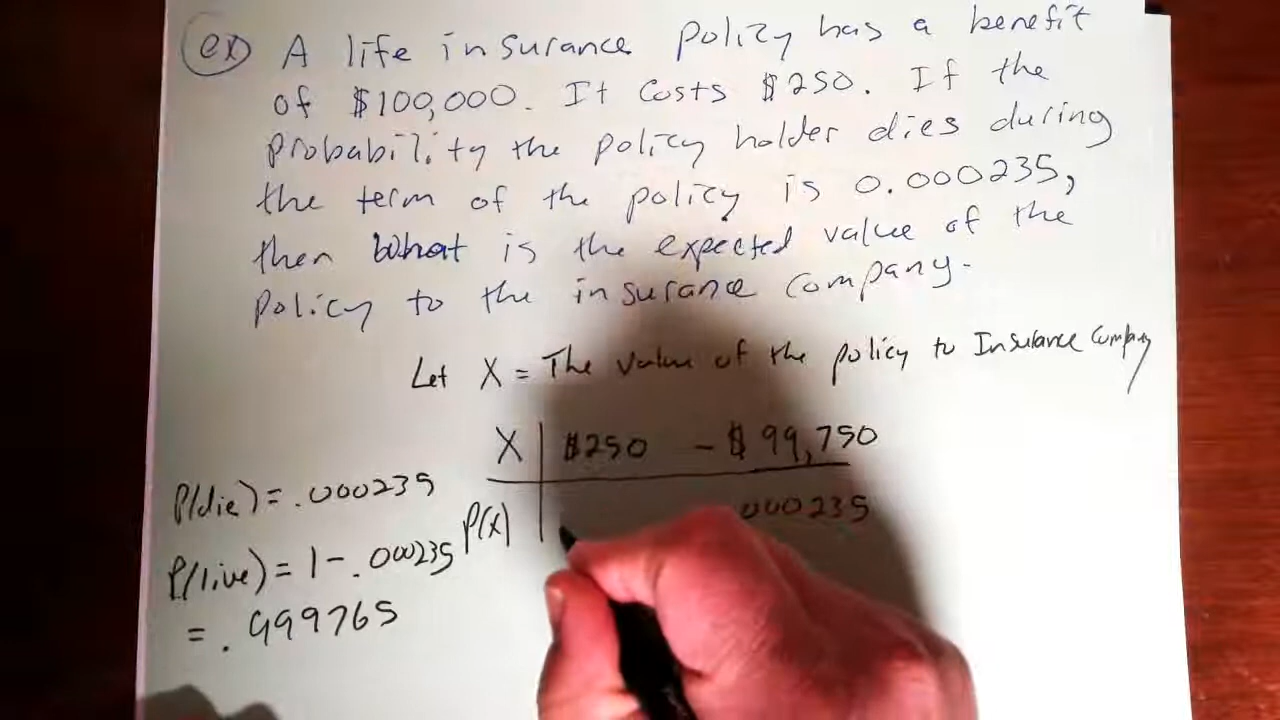 ex) A life insurance policy has a benefit
of $100,000. It costs $250. If the
probability the policy holder dies during
the term of the policy is 0.000235,
then what is the expected value of the
policy to the insurance company.
Let X = The value of the policy to Insurance Company
X $250 -$99,750
P(die) = .000235
P(x) 000235
P(live) = 1 - .000235
= .999765